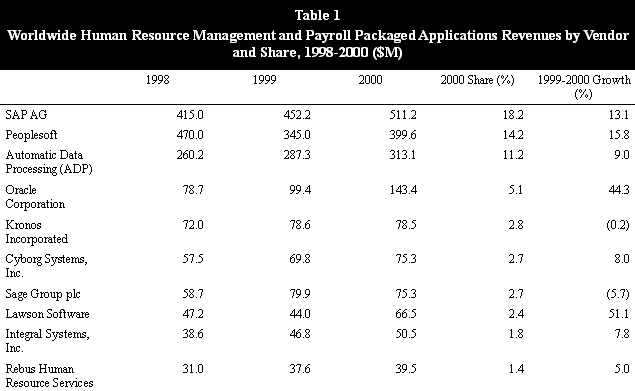 Table 1
Worldwide Human Resource Management and Payroll Packaged Applications Revenues by Vendor
and Share, 1998-2000 ($M)
1998 1999 2000 2000 Share (%) 1999-2000 Growth
(%)
SAP AG 415.0 452.2 511.2 18.2 13.1
Peoplesoft 470.0 345.0 399.6 14.2 15.8
Automatic Data 260.2 287.3 313.1 11.2 9.0
Processing (ADP)
Oracle 78.7 99.4 143.4 5.1 44.3
Corporation
Kronos 72.0 78.6 78.5 2.8 (0.2)
Incorporated
Cyborg Systems, 57.5 69.8 75.3 2.7 8.0
Inc.
Sage Group plc 58.7 79.9 75.3 2.7 (5.7)
Lawson Software 47.2 44.0 66.5 2.4 51.1
Integral Systems, 38.6 46.8 50.5 1.8 7.8
Inc.
Rebus Human 31.0 37.6 39.5 1.4 5.0
Resource Services